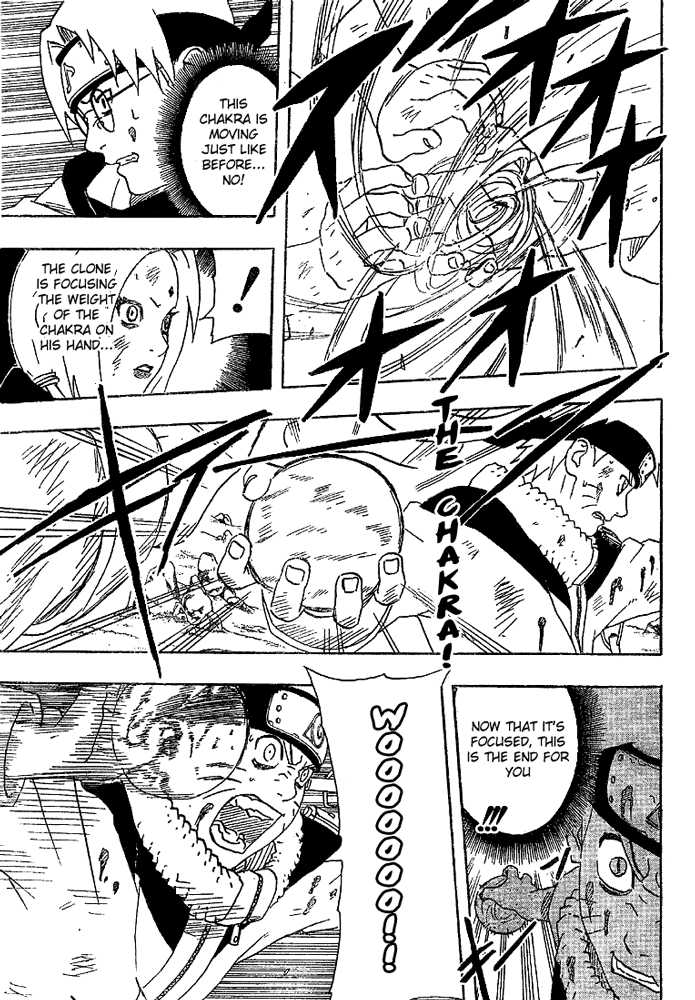 THIS
CHAKRA IS
MOVING
JUST LIKE
BEFORE...
NO!
!
THE CLONE
IS FOCUSING
THE WEIGHT
OF THE
CHAKRA ON
HIS HAND...
THE CHAKRA!
NOW THAT IT'S
FOCUSED, THIS
IS THE END FOR
YOU
!!!
WOOOOOOOO!!